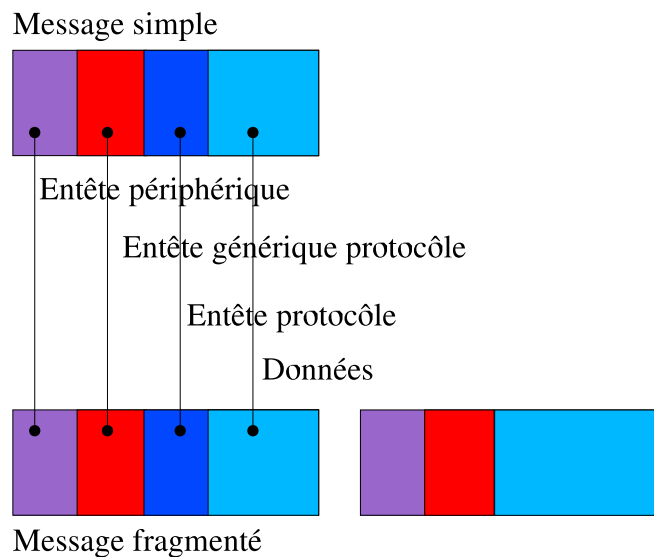 Message simple
Entête périphérique
Entête générique protocôle
Entête protocôle
Données
Message fragmenté